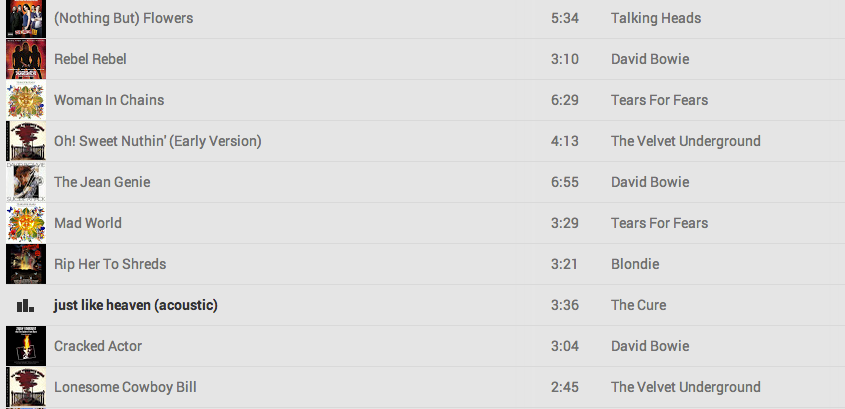 (Nothing But) Flowers 5:34 Talking Heads
Rebel Rebel 3:10 David Bowie
Woman In Chains 6:29 Tears For Fears
Oh! Sweet Nuthin' (Early Version) 4:13 The Velvet Underground
The Jean Genie 6:55 David Bowie
Mad World 3:29 Tears For Fears
Rip Her To Shreds 3:21 Blondie
just like heaven (acoustic) 3:36 The Cure
Cracked Actor 3:04 David Bowie
Lonesome Cowboy Bill 2:45 The Velvet Underground